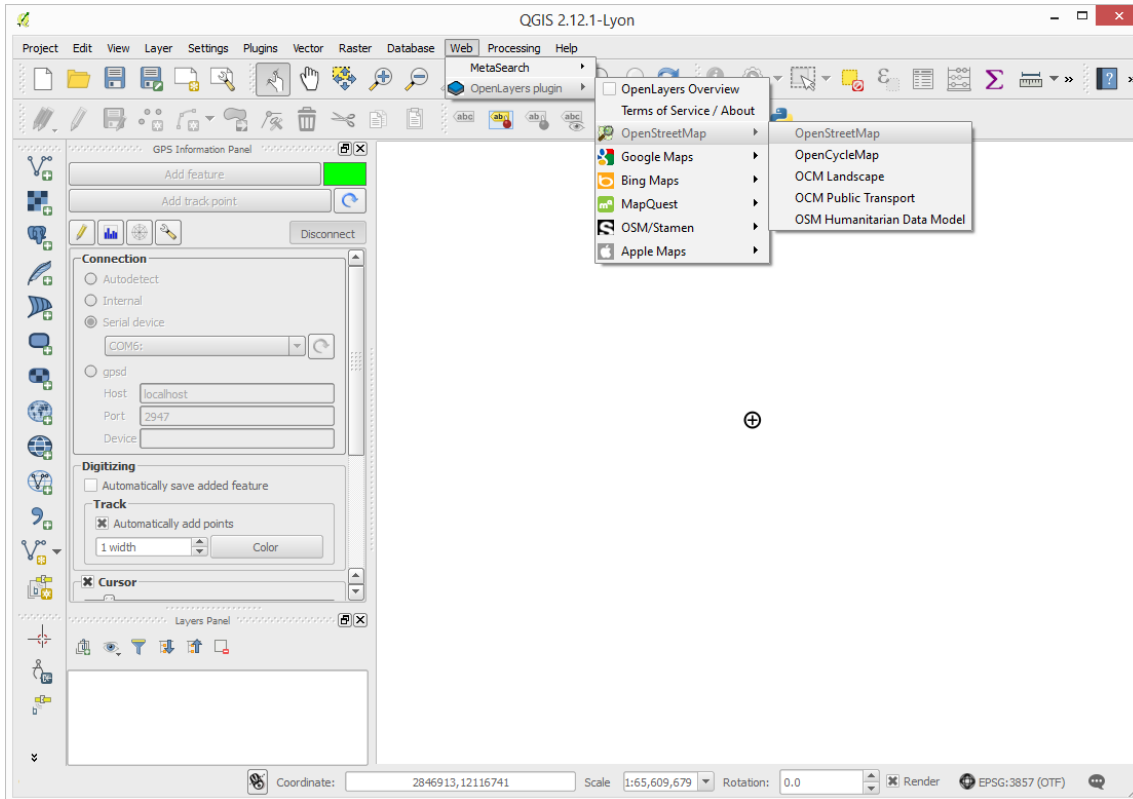 QGIS 2.12.1-Lyon
Project Edit View Layer Settings Plugins Vector Raster Database Web Processing Help
MetaSearch
OpenLayers plugin
OpenLayers Overview
Terms of Service / About
OpenStreetMap
Google Maps
Bing Maps
MapQuest
OSM/Stamen
Apple Maps
OpenStreetMap
OpenCycleMap
OCM Landscape
OCM Public Transport
OSM Humanitarian Data Model
abc abc ab abc
GPS Information Panel
Add feature
Add track point
Disconnect
Connection
Autodetect
Internal
Serial device
COM6:
gpsd
Host localhost
Port 2947
Device
Digitizing
Automatically save added feature
Track
Automatically add points
1 width Color
Cursor
Layers Panel
Coordinate: 2846913,12116741 Scale 1:65,609,679 Rotation: 0.0 Render EPSG:3857 (OTF)